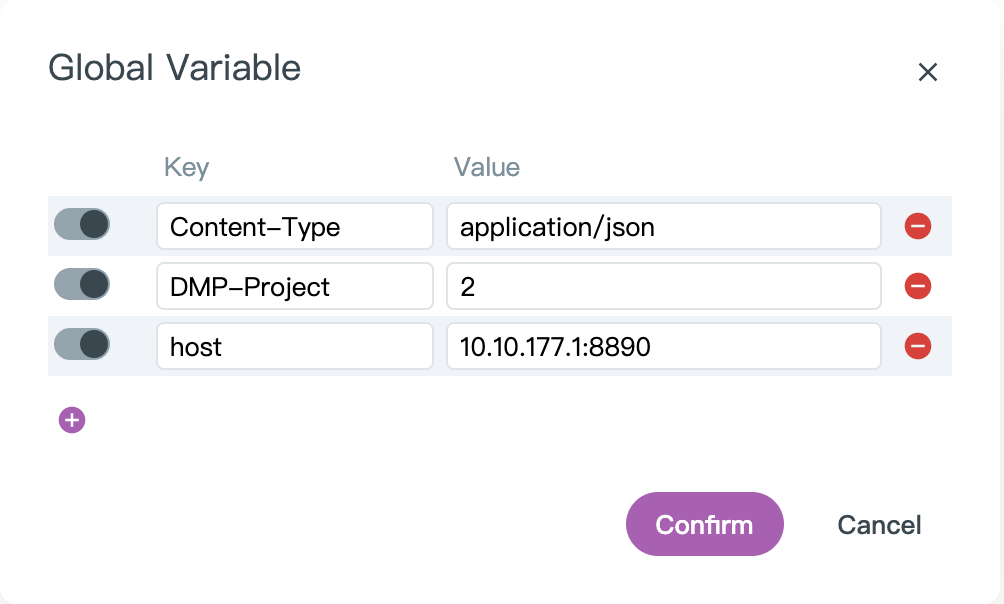 Global Variable
Key Value
Content-Type application/json
DMP-Project 2
host 10.10.177.1:8890
Confirm Cancel